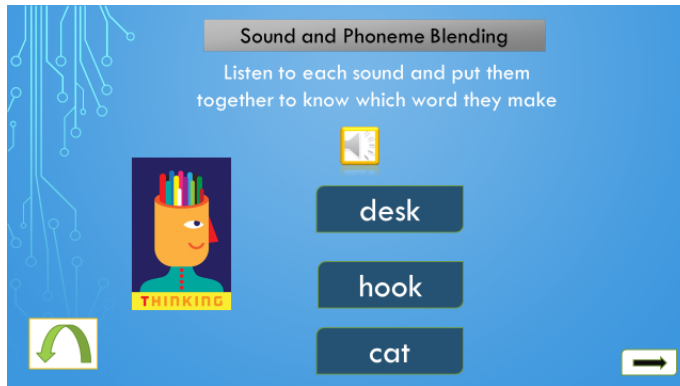 Sound and Phoneme Blending
Listen to each sound and put them
together to know which word they make
desk
THINKING
hook
cat